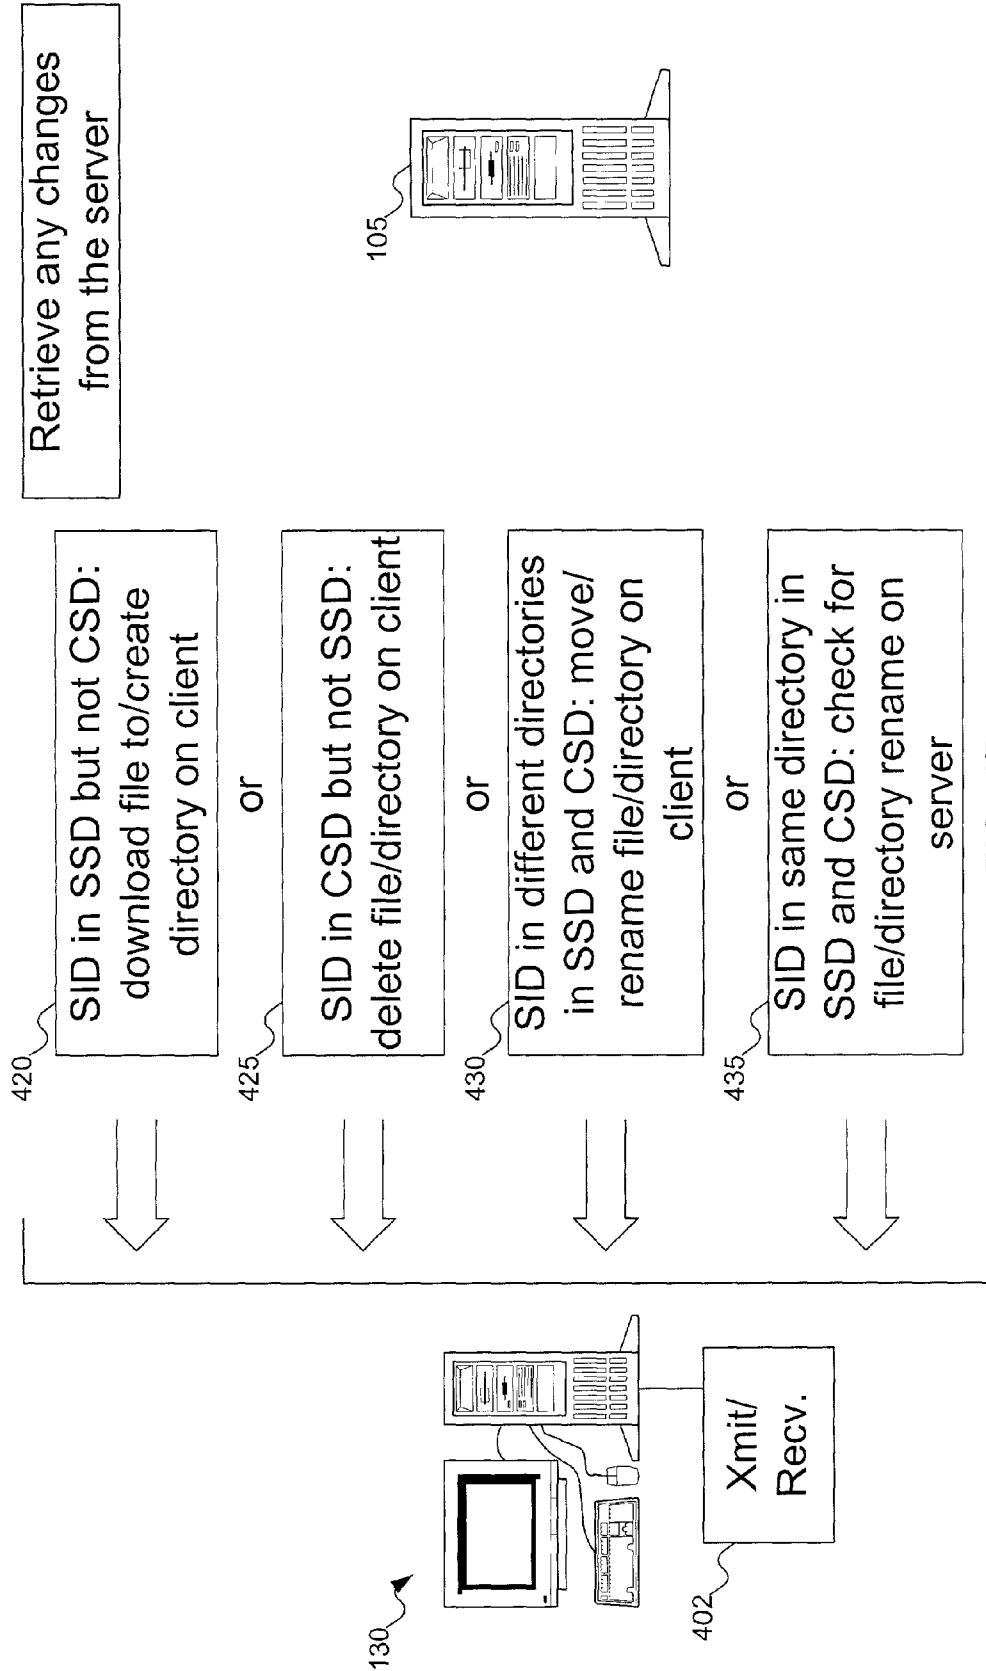 Retrieve any changes
from the server
105
420
SID in SSD but not CSD:
download file to/create
directory on client
or
425
SID in CSD but not SSD:
delete file/directory on client
or
430
SID in different directories
in SSD and CSD: move/
rename file/directory on
client
or
435
SID in same directory in
SSD and CSD: check for
file/directory rename on
server
130
402
Xmit/
Recv.